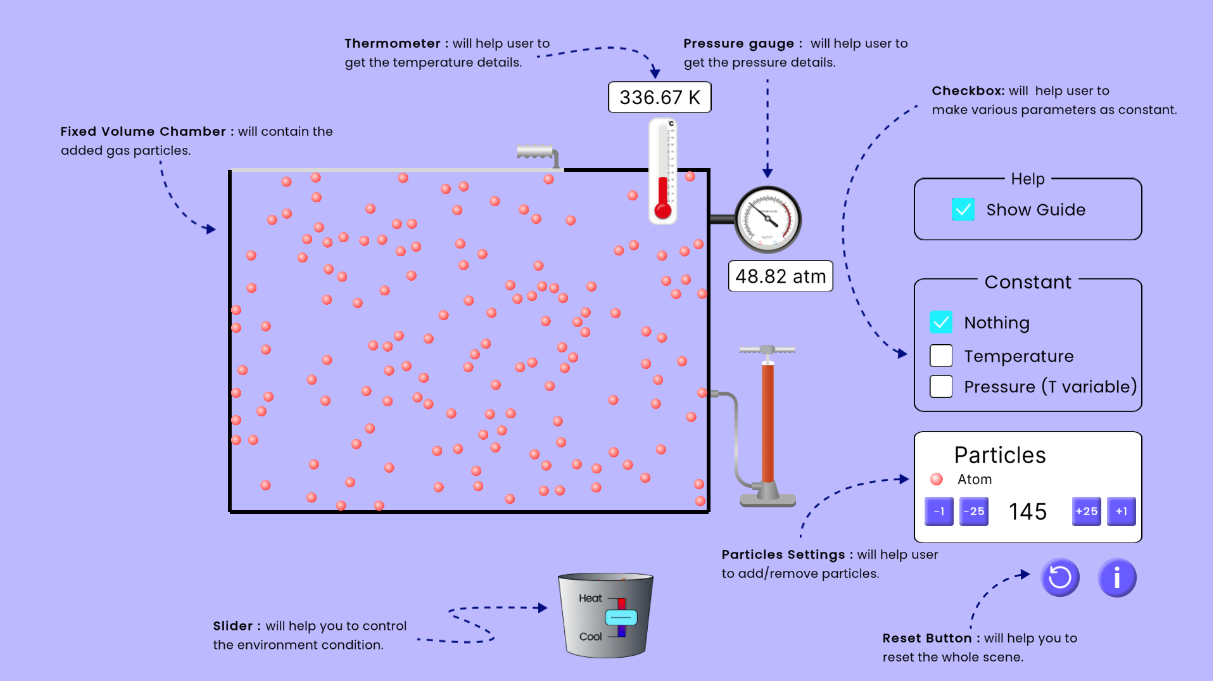 Thermometer : will help user to
get the temperature details.
Pressure gauge :  will help user to
get the pressure details.
Checkbox: will  help user to
make various parameters as constant.
336.67 K
Fixed Volume Chamber : will contain the
added gas particles.
C
Help
Show Guide
48.82 atm
Constant
Nothing
Temperature
Pressure (T variable)
Particles
Atom
-1
-25
145
+25
+1
Particles Settings : will help user
to add/remove particles.
i
Heat
Cool
Slider : will help you to control
the environment condition.
Reset Button : will help you to
reset the whole scene.